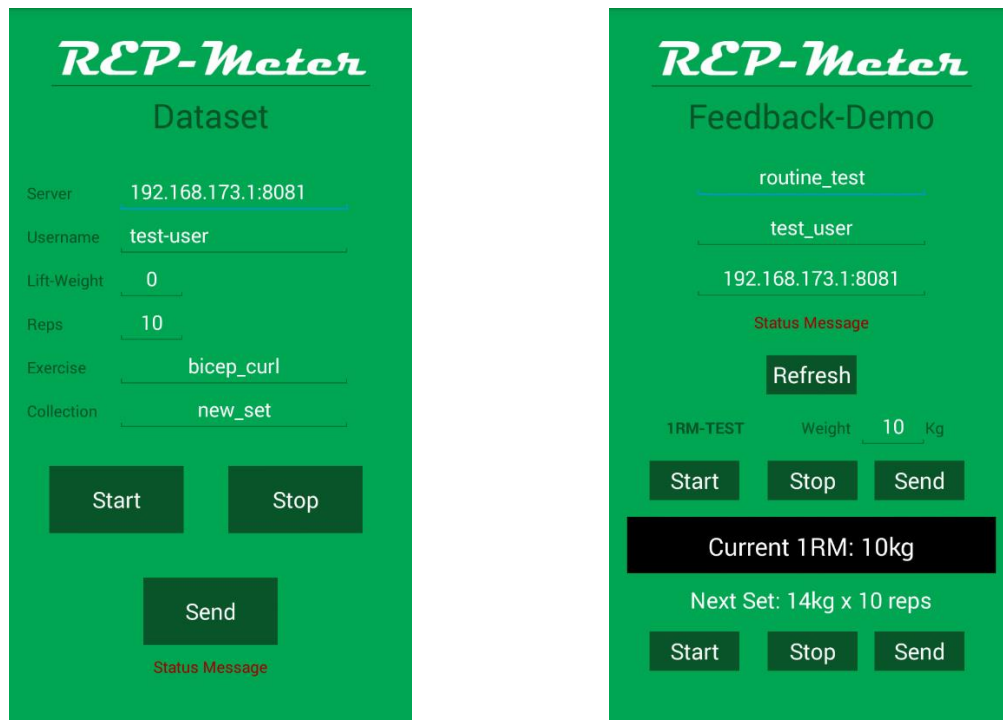 REP-Meter
Dataset
Server 192.168.173.1:8081
Username test-user
Lift-Weight 0
Reps 10
Exercise bicep_curl
Collection new_set
Start Stop
Send
Status Message
REP-Meter
Feedback-Demo
routine_test
test_user
192.168.173.1:8081
Status Message
Refresh
1RM-TEST Weight 10 Kg
Start Stop Send
Current 1RM: 10kg
Next Set: 14kg x 10 reps
Start Stop Send